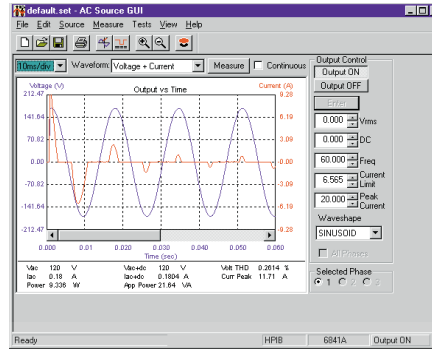 default.set - AC Source GUI
File Edit Source Measure Tests View Help
10ms/div Waveform: Voltage + Current Measure Continuous
Output Control
Output ON
Output OFF
Enter
0.000 Vrms
0.000 DC
60.000 Freq
6.565 Current Limit
20.000 Peak Current
Waveshape
SINUSOID
All Phases
Selected Phase
1 2 3
Voltage (V) Output vs Time Current (A)
212.47 9.28
141.64 6.19
70.82 3.09
0.00 -0.00
-70.82 -3.09
-141.64 -6.18
-212.47 -9.28
0.000 0.01 0.020 0.030 0.040 0.050 0.060
Time (sec)
Vac 120 V Vac+dc 120 V Volt THD 0.2614 %
Iac 0.18 A Iac+dc 0.1804 A Curr Peak 11.71 A
Power 9.336 W App Power 21.64 VA
Ready HPIB 6841A Output ON